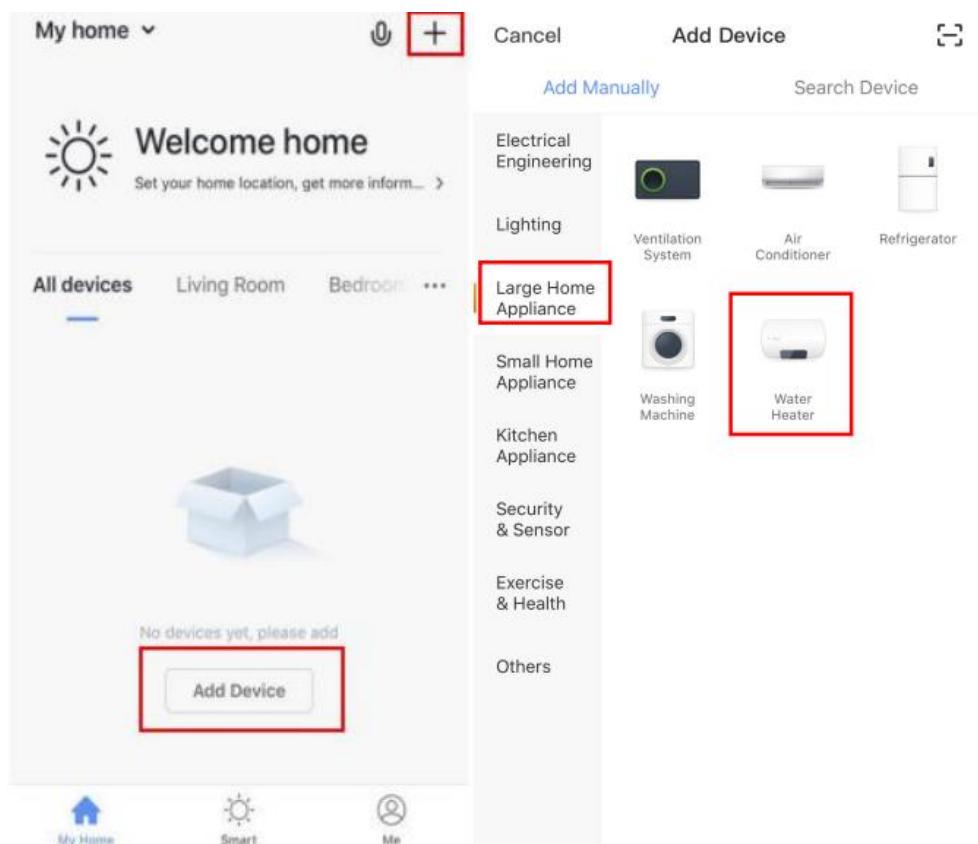 My home
Welcome home
Set your home location, get more inform... >
All devices Living Room Bedroom ...
No devices yet, please add
Add Device
My Home Smart Me
Cancel Add Device
Add Manually Search Device
Electrical
Engineering
Lighting
Large Home
Appliance
Small Home
Appliance
Kitchen
Appliance
Security
& Sensor
Exercise
& Health
Others
Ventilation
System
Air
Conditioner
Refrigerator
Washing
Machine
Water
Heater